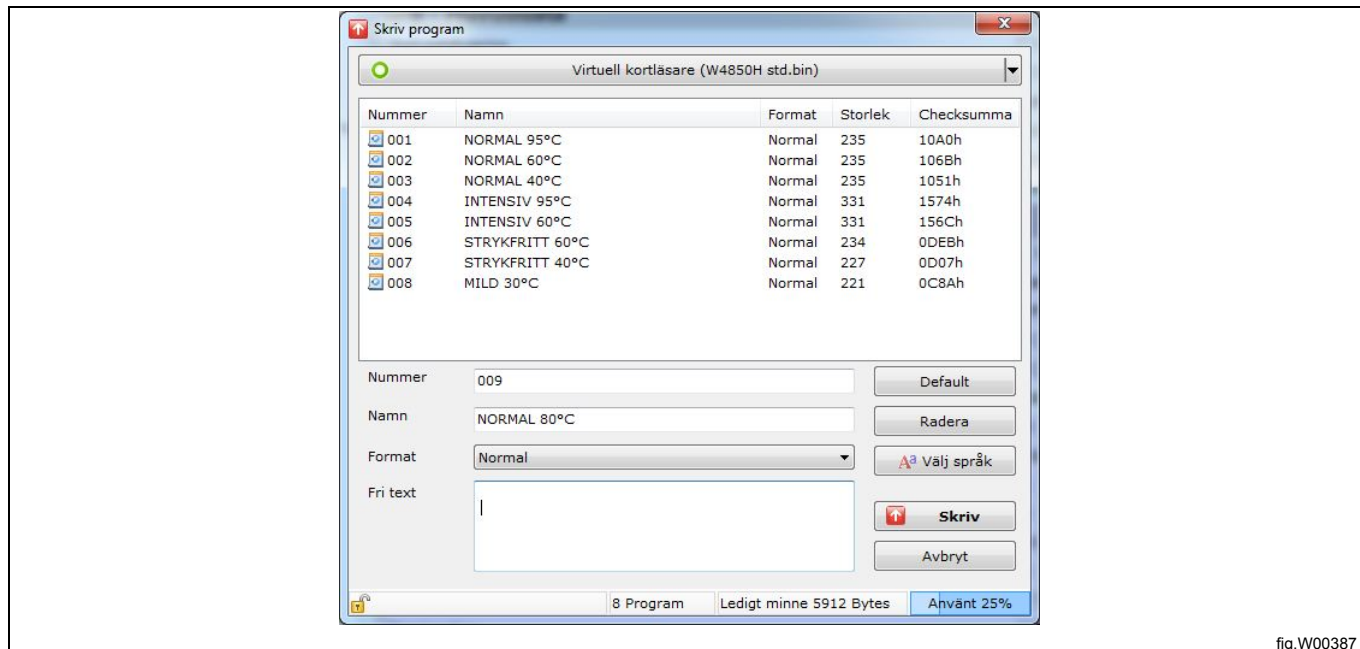 Skriv program
Virtuell kortläsare (W4850H std.bin)
Nummer Namn Format Storlek Checksumma
001 NORMAL 95°C Normal 235 10A0h
002 NORMAL 60°C Normal 235 106Bh
003 NORMAL 40°C Normal 235 1051h
004 INTENSIV 95°C Normal 331 1574h
005 INTENSIV 60°C Normal 331 156Ch
006 STRYKFRITT 60°C Normal 234 0DEBh
007 STRYKFRITT 40°C Normal 227 0D07h
008 MILD 30°C Normal 221 0C8Ah
Nummer 009 Default
Namn NORMAL 80°C Radera
Format Normal Aa Välj språk
Fri text
Skriv
Avbryt
8 Program Ledigt minne 5912 Bytes Använt 25%
fig.W00387